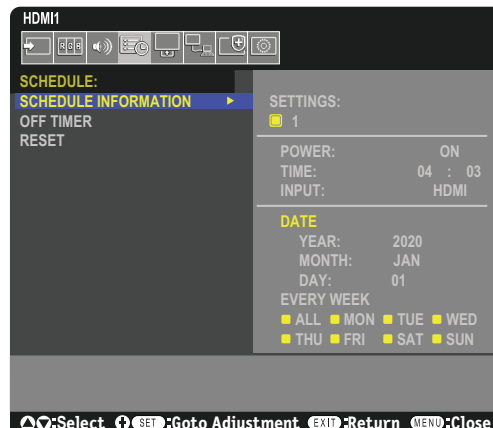 HDMI1
R G B
SCHEDULE:
SCHEDULE INFORMATION
OFF TIMER
RESET
SETTINGS:
1
POWER: ON
TIME: 04 : 03
INPUT: HDMI
DATE
YEAR: 2020
MONTH: JAN
DAY: 01
EVERY WEEK
ALL MON TUE WED
THU FRI SAT SUN
:Select SET :Goto Adjustment EXIT :Return MENU :Close